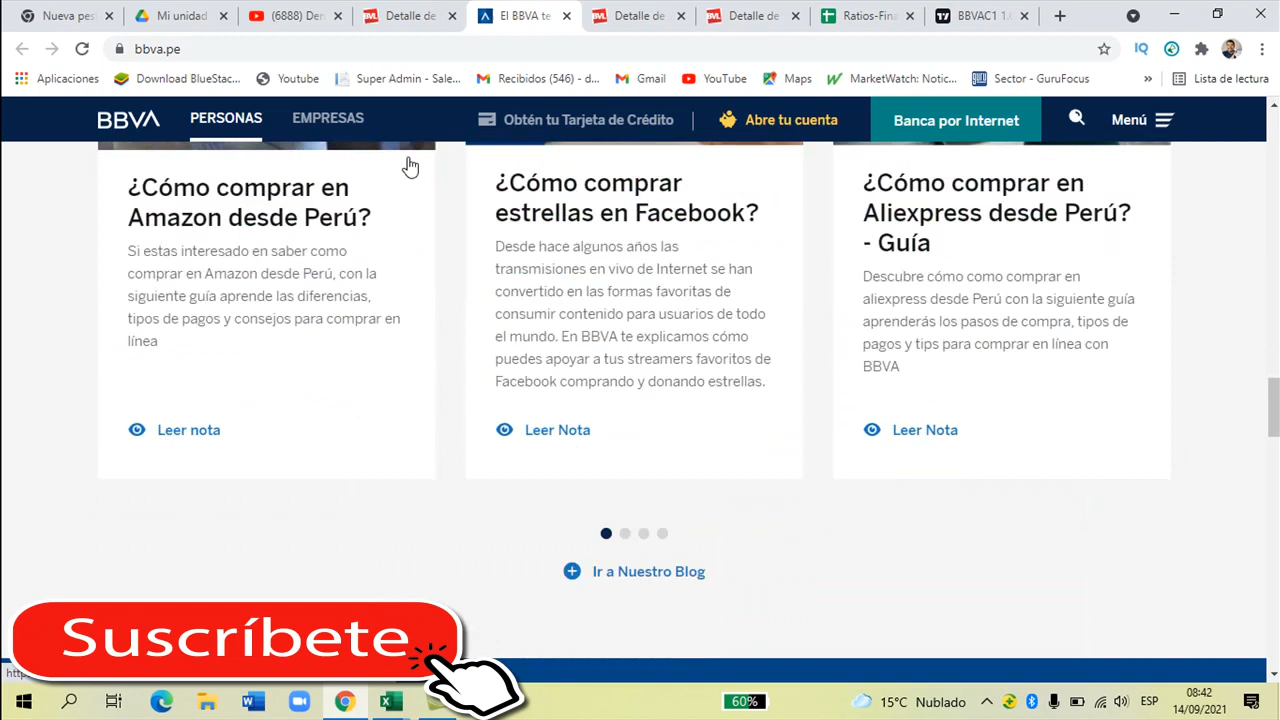 Nueva pes
Mi unidad
(6888) Den
Detalle de
El BBVA te
Detalle de
Detalle de
Ratios-Fina
BBVAC1 1.
bbva.pe
Aplicaciones
Download BlueStac...
Youtube
Super Admin - Sale...
Recibidos (546) - d...
Gmail
YouTube
Maps
MarketWatch: Notic...
Sector - GuruFocus
»
Lista de lectura
BBVA
PERSONAS
EMPRESAS
Obtén tu Tarjeta de Crédito
Abre tu cuenta
Banca por Internet
Menú
¿Cómo comprar en
Amazon desde Perú?
Si estas interesado en saber como
comprar en Amazon desde Perú, con la
siguiente guía aprende las diferencias,
tipos de pagos y consejos para comprar en
línea
Leer nota
¿Cómo comprar
estrellas en Facebook?
Desde hace algunos años las
transmisiones en vivo de Internet se han
convertido en las formas favoritas de
consumir contenido para usuarios de todo
el mundo. En BBVA te explicamos cómo
puedes apoyar a tus streamers favoritos de
Facebook comprando y donando estrellas.
Leer Nota
¿Cómo comprar en
Aliexpress desde Perú?
- Guía
Descubre cómo como comprar en
aliexpress desde Perú con la siguiente guía
aprenderás los pasos de compra, tipos de
pagos y tips para comprar en línea con
BBVA
Leer Nota
Ir a Nuestro Blog
Suscríbete
60%
15°C Nublado
ESP
08:42
14/09/2021